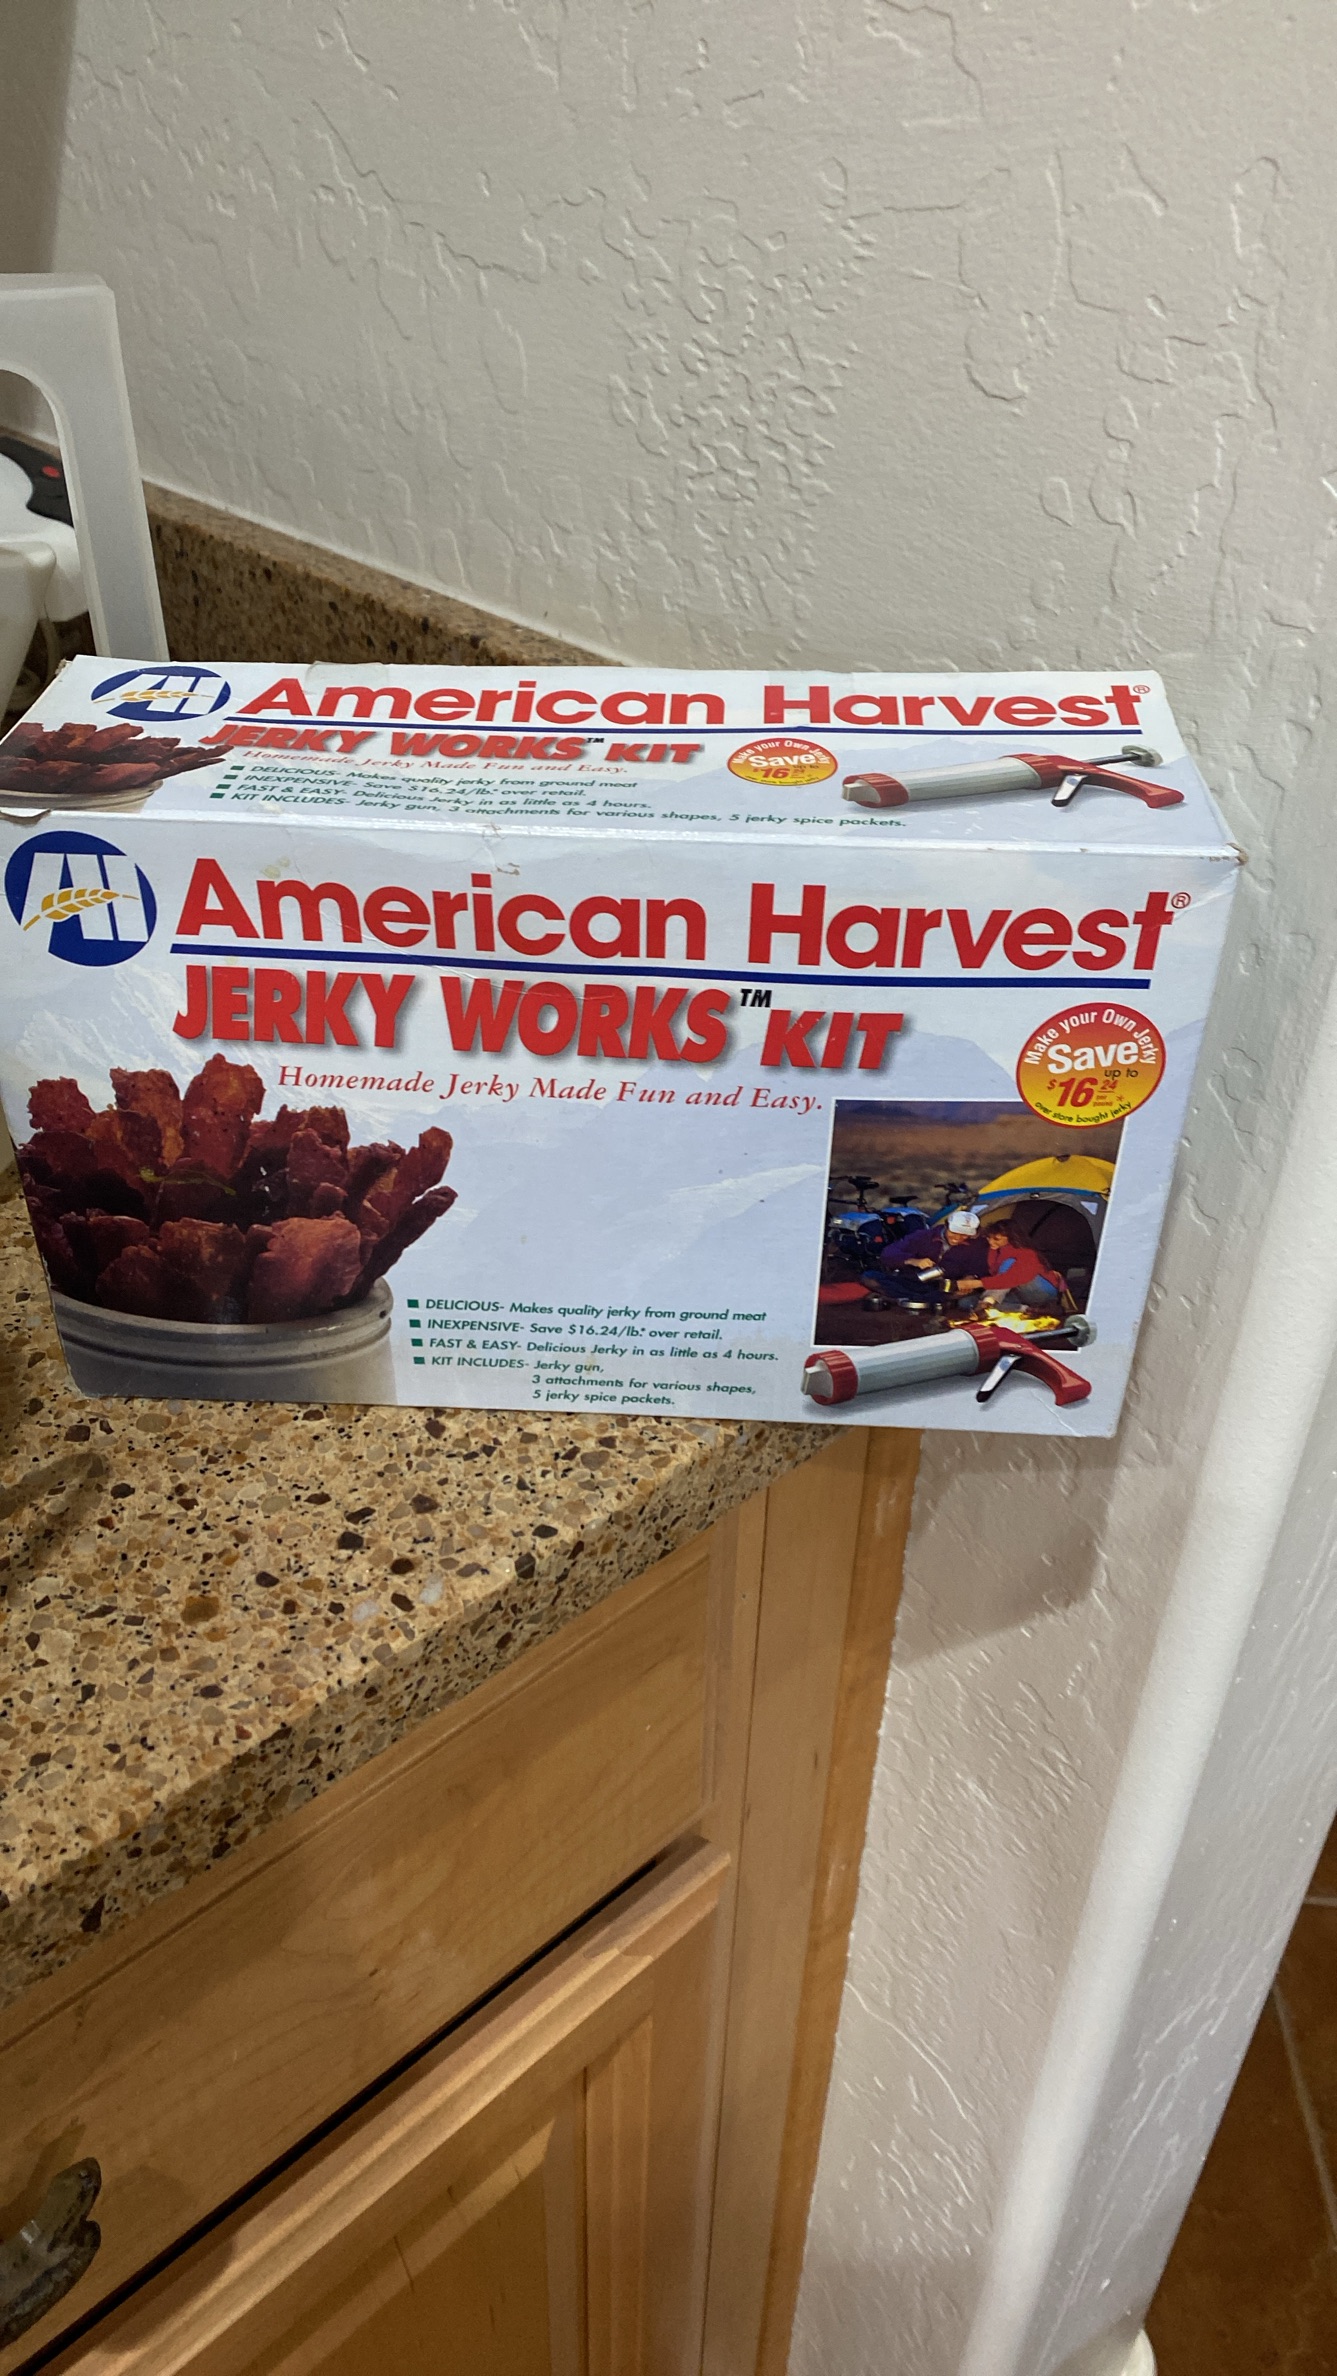 AH
American Harvest®
JERKY WORKS™ KIT
Homemade Jerky Made Fun and Easy.
DELICIOUS- Makes quality jerky from ground meat
INEXPENSIVE- Save $16.24/lb.* over retail.
FAST & EASY- Delicious Jerky in as little as 4 hours.
KIT INCLUDES- Jerky gun, 3 attachments for various shapes, 5 jerky spice packets.
Make your Own Jerky
Save
up to
$16
AH
American Harvest®
JERKY WORKS™ KIT
Homemade Jerky Made Fun and Easy.
Make your Own Jerky
Save
up to
$16 24
over store bought jerky
DELICIOUS- Makes quality jerky from ground meat
INEXPENSIVE- Save $16.24/lb.* over retail.
FAST & EASY- Delicious Jerky in as little as 4 hours.
KIT INCLUDES- Jerky gun,
3 attachments for various shapes,
5 jerky spice packets.